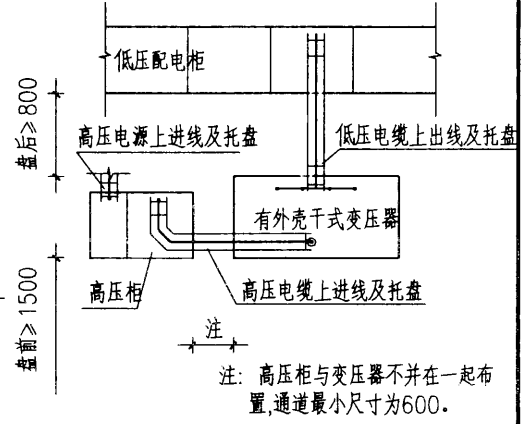 低压配电柜
盘后≥800
高压电源上进线及托盘
低压电缆上出线及托盘
有外壳干式变压器
高压柜
高压电缆上进线及托盘
盘前≥1500
注
注: 高压柜与变压器不并在一起布
置,通道最小尺寸为600。